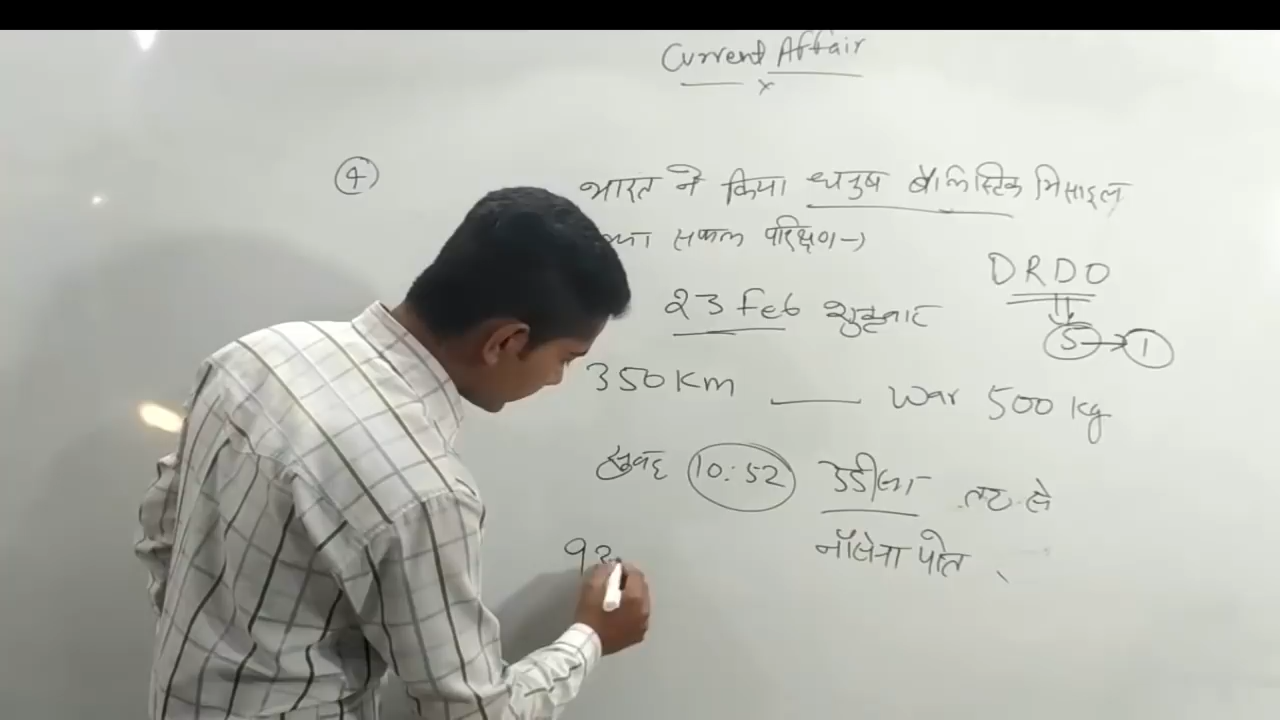 Current Affair
x
4
भारत ने किया धनुष बैलिस्टिक मिसाइल
का सफल परिक्षण→
DRDO
23 Feb शुक्रवार
5 → 1
350 Km — War 500 kg
सुबह 10:52 उडीसा तट से
नौसेना पोत